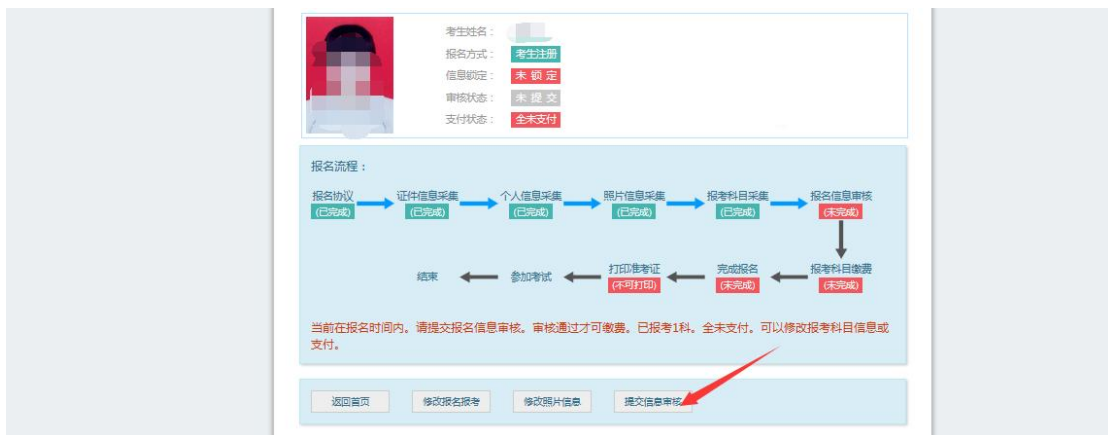 考生姓名：
报名方式： 考生注册
信息锁定： 未 锁 定
审核状态： 未 提 交
支付状态： 全未支付
报名流程：
报名协议 证件信息采集 个人信息采集 照片信息采集 报考科目采集 报名信息审核
(已完成) (已完成) (已完成) (已完成) (已完成) (未完成)
结束 参加考试 打印准考证 完成报名 报考科目缴费
(不可打印) (未完成) (未完成)
当前在报名时间内。请提交报名信息审核。审核通过才可缴费。已报考1科。全未支付。可以修改报考科目信息或
支付。
返回首页 修改报名报考 修改照片信息 提交信息审核